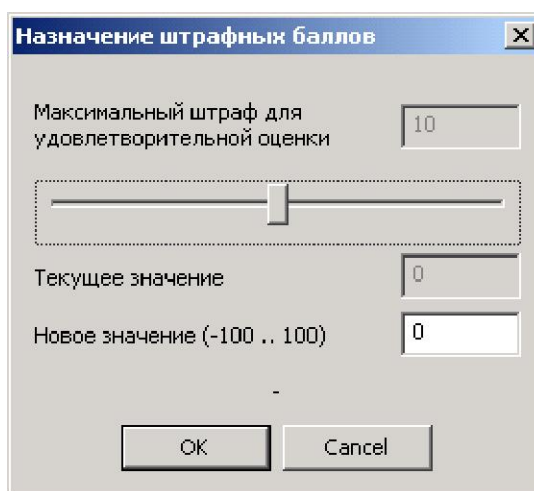 Назначение штрафных баллов
Максимальный штраф для
удовлетворительной оценки
10
Текущее значение
0
Новое значение (-100 .. 100)
0
-
OK
Cancel